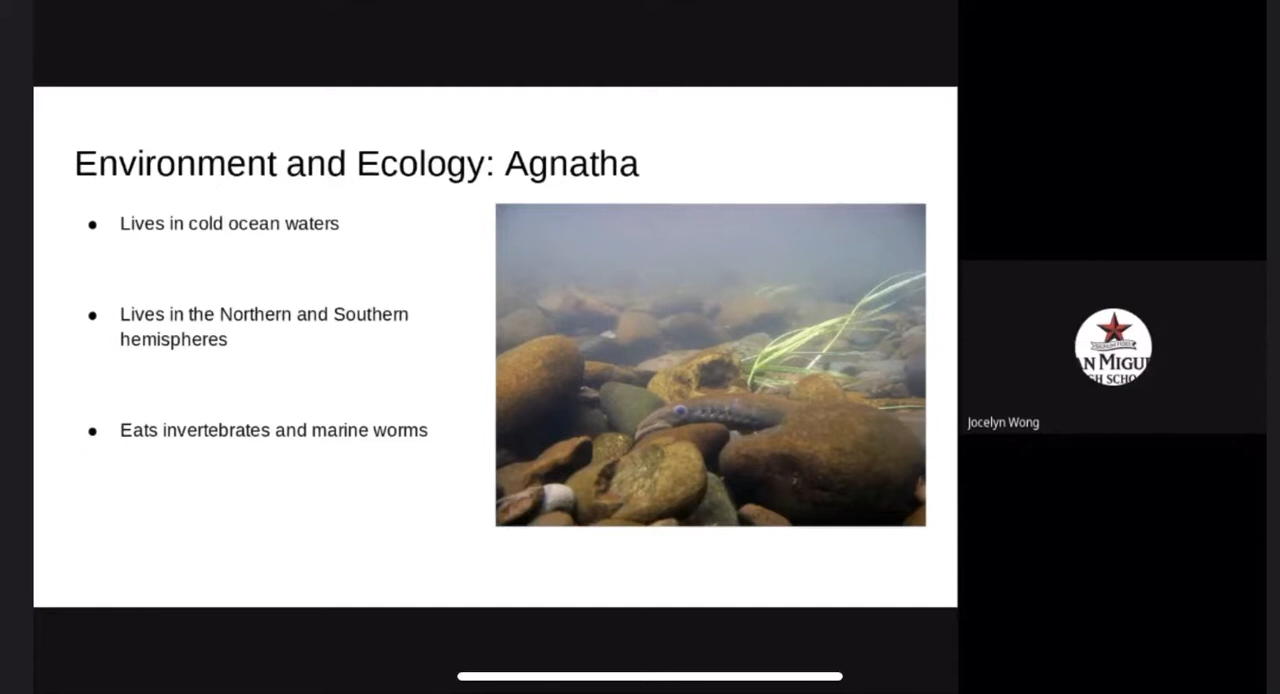 Environment and Ecology: Agnatha
● Lives in cold ocean waters
● Lives in the Northern and Southern
hemispheres
● Eats invertebrates and marine worms
N MIGU
H SCHO
Jocelyn Wong